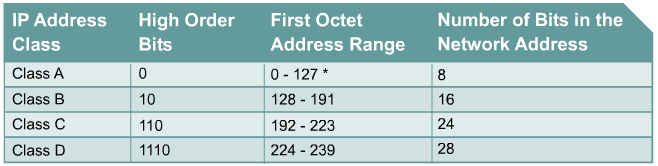 IP Address Class High Order Bits First Octet Address Range Number of Bits in the Network Address
Class A 0 0 - 127 * 8
Class B 10 128 - 191 16
Class C 110 192 - 223 24
Class D 1110 224 - 239 28